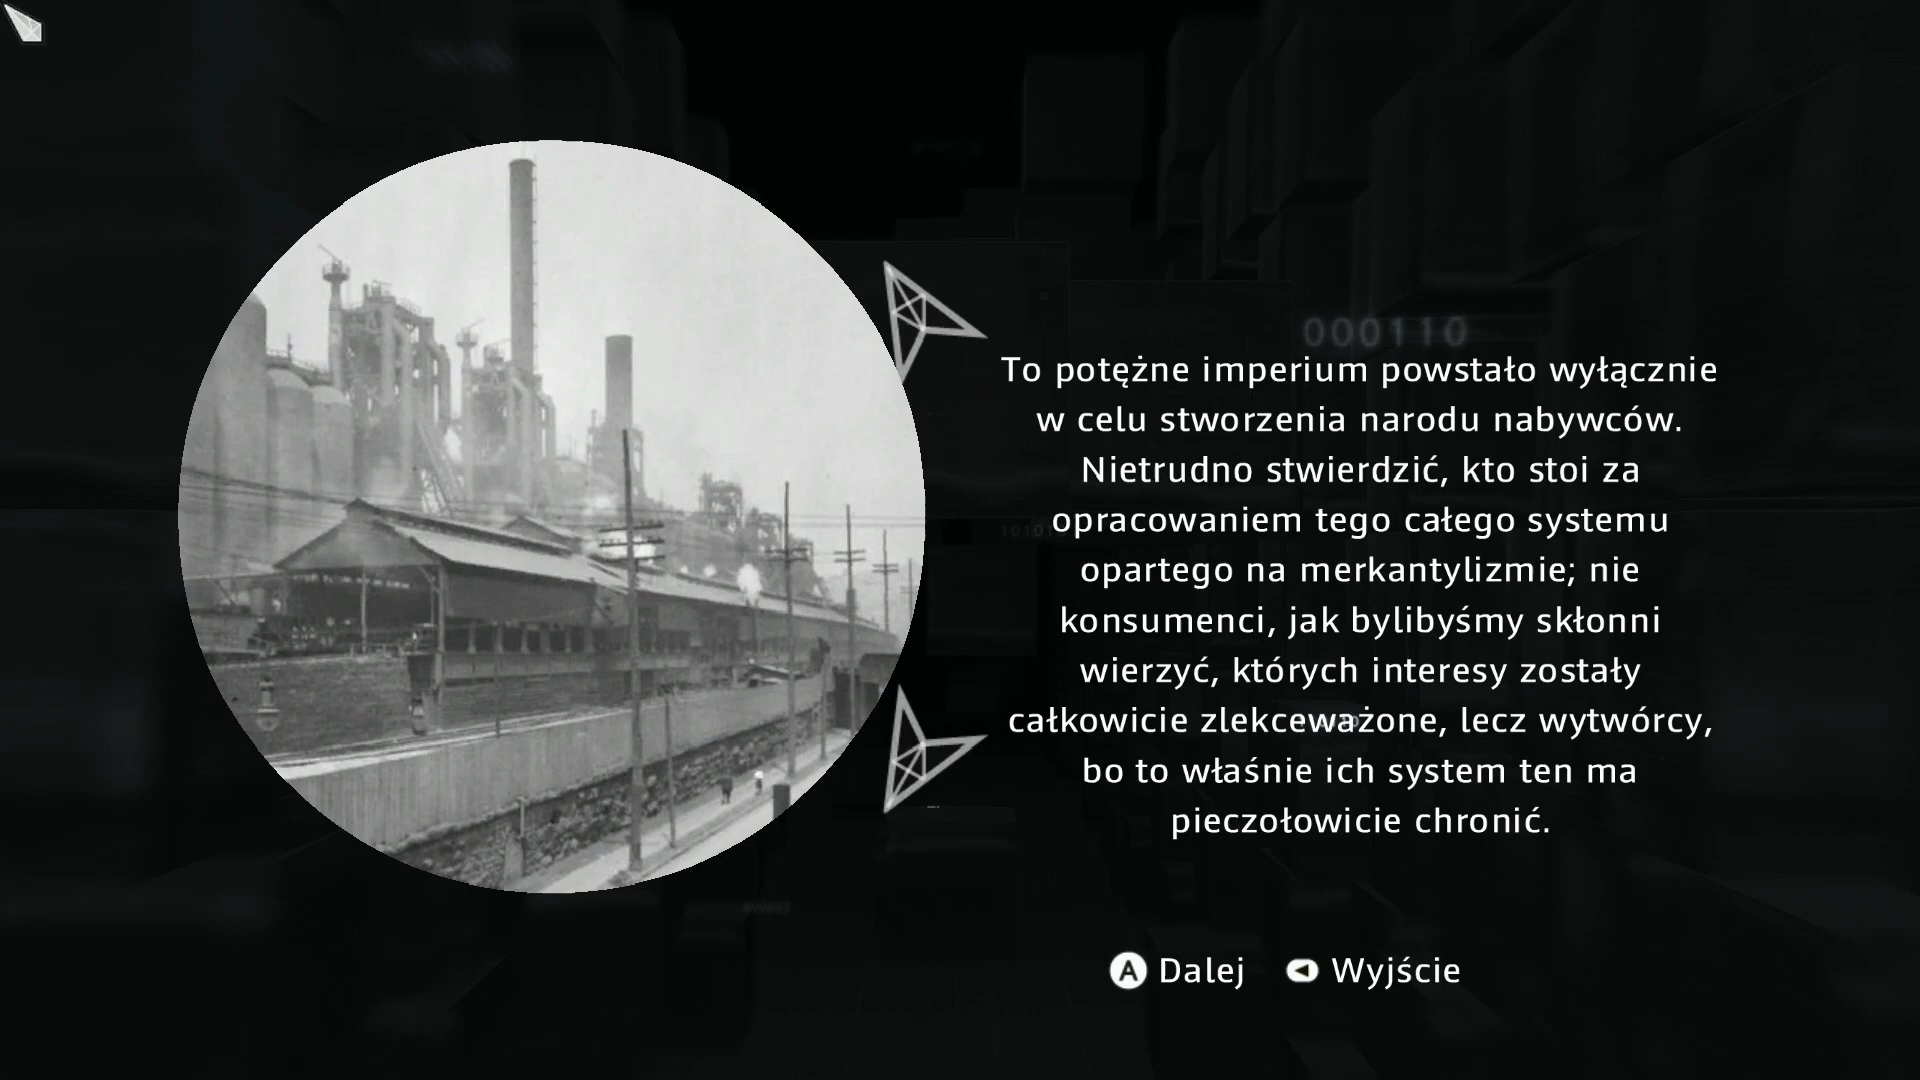 000110
To potężne imperium powstało wyłącznie
w celu stworzenia narodu nabywców.
Nietrudno stwierdzić, kto stoi za
opracowaniem tego całego systemu
opartego na merkantylizmie; nie
konsumenci, jak bylibyśmy skłonni
wierzyć, których interesy zostały
całkowicie zlekceważone, lecz wytwórcy,
bo to właśnie ich system ten ma
pieczołowicie chronić.
A Dalej Wyjście